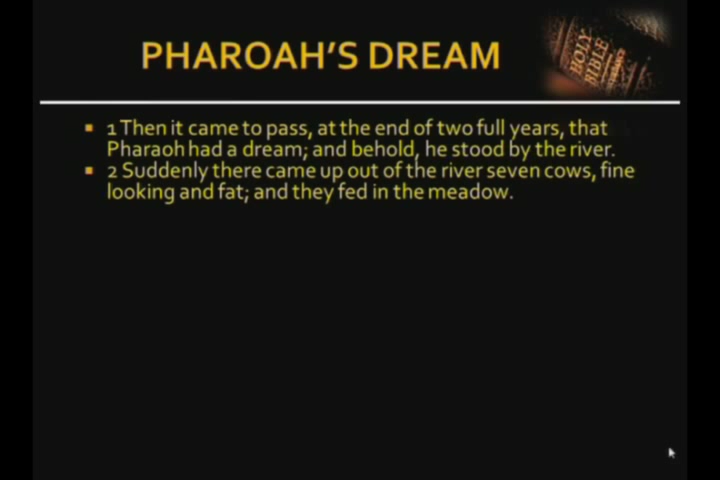 PHAROAH'S DREAM
HOLY
BIBLE
1 Then it came to pass, at the end of two full years, that
Pharaoh had a dream; and behold, he stood by the river.
2 Suddenly there came up out of the river seven cows, fine
looking and fat; and they fed in the meadow.